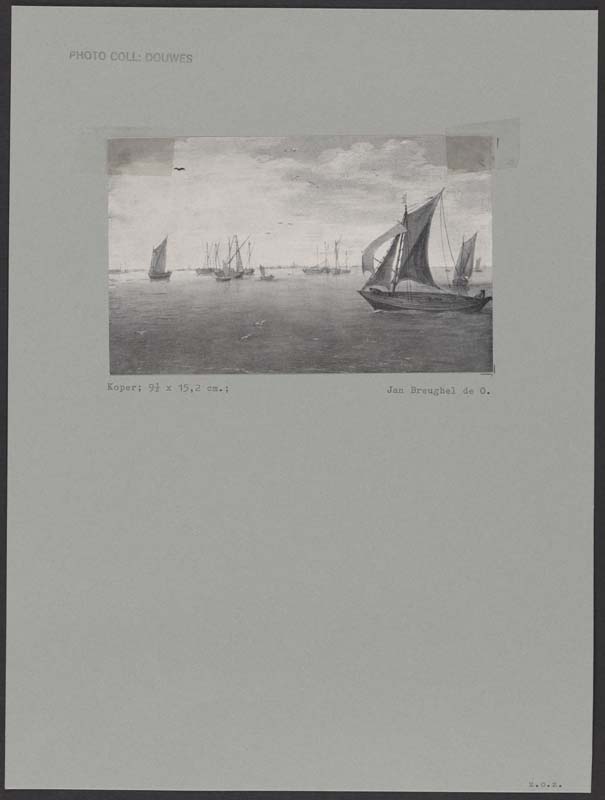 PHOTO COLL: DOUWES
Koper; 9½ x 15,2 cm.; Jan Breughel de O.
Z.O.Z.